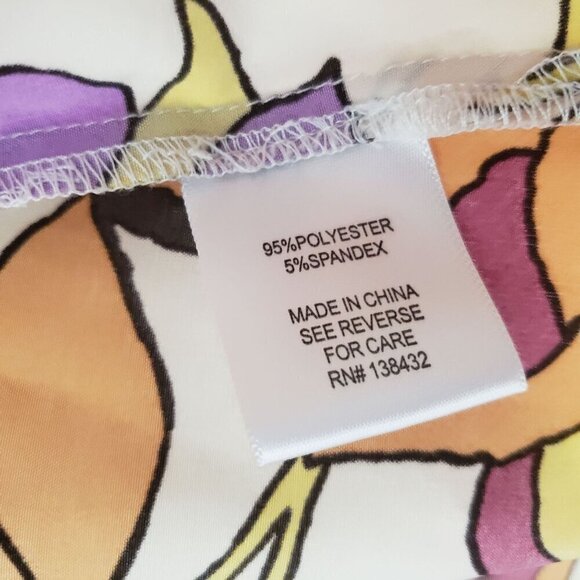 95%POLYESTER
5%SPANDEX
MADE IN CHINA
SEE REVERSE
FOR CARE
RN# 138432